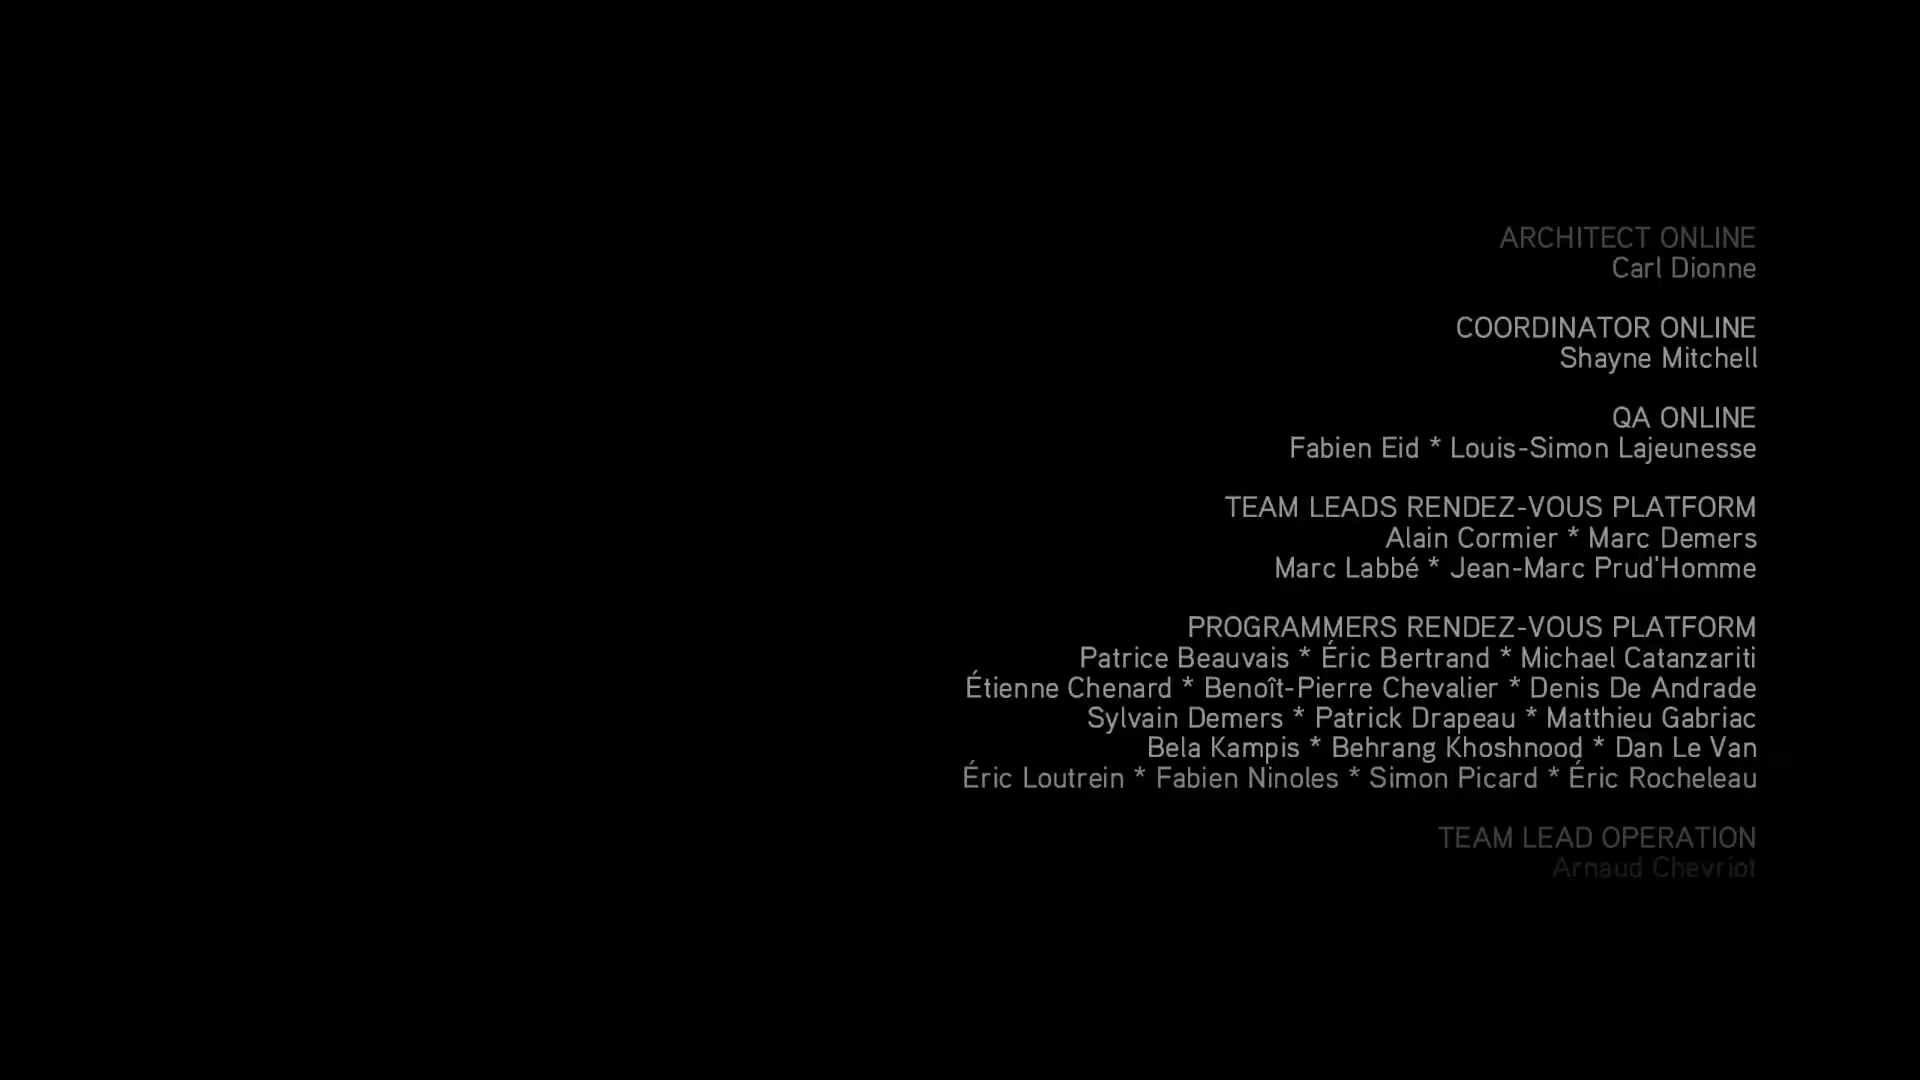 ARCHITECT ONLINE
Carl Dionne
COORDINATOR ONLINE
Shayne Mitchell
QA ONLINE
Fabien Eid * Louis-Simon Lajeunesse
TEAM LEADS RENDEZ-VOUS PLATFORM
Alain Cormier * Marc Demers
Marc Labbé * Jean-Marc Prud'Homme
PROGRAMMERS RENDEZ-VOUS PLATFORM
Patrice Beauvais * Éric Bertrand * Michael Catanzariti
Étienne Chenard * Benoît-Pierre Chevalier * Denis De Andrade
Sylvain Demers * Patrick Drapeau * Matthieu Gabriac
Bela Kampis * Behrang Khoshnood * Dan Le Van
Éric Loutrein * Fabien Ninoles * Simon Picard * Éric Rocheleau
TEAM LEAD OPERATION
Arnaud Chevriot